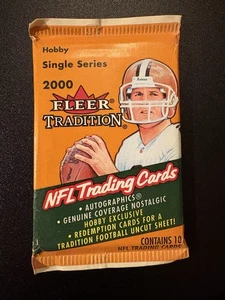 Hobby
Single Series
2000
FLEER
TRADITION
NFL Trading Cards
• AUTOGRAPHICS®
• GENUINE COVERAGE NOSTALGIC
HOBBY EXCLUSIVE
• REDEMPTION CARDS FOR A
TRADITION FOOTBALL UNCUT SHEET!
CONTAINS 10
NFL TRADING CARDS